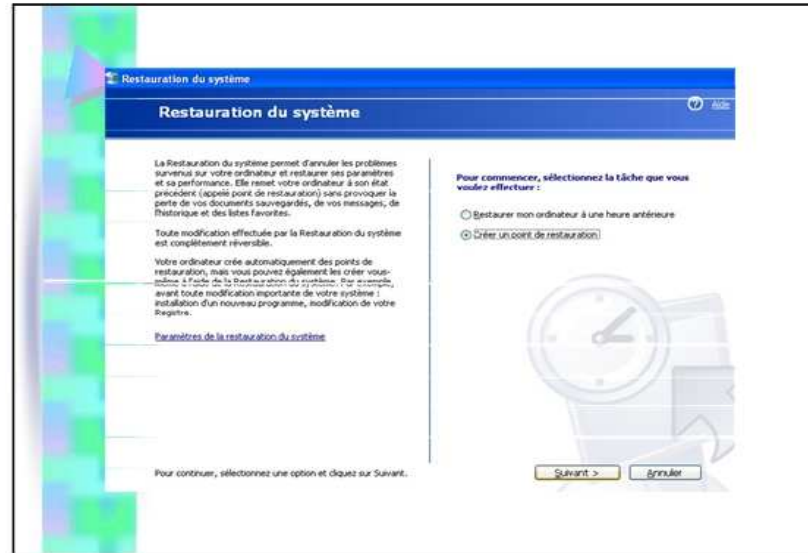 Restauration du système
Restauration du système
Aide
La Restauration du système permet d'annuler les problèmes
survenus sur votre ordinateur et restaurer ses paramètres
et sa performance. Elle remet votre ordinateur à son état
précédent (appelé point de restauration) sans provoquer la
perte de vos documents sauvegardés, de vos messages, de
l'historique et des listes favorites.
Toute modification effectuée par la Restauration du système
est complètement réversible.
Votre ordinateur crée automatiquement des points de
restauration, mais vous pouvez également les créer vous-
même à l'aide de la Restauration du système. Par exemple,
avant toute modification importante de votre système :
installation d'un nouveau programme, modification de votre
Registre.
Paramètres de la restauration du système
Pour continuer, sélectionnez une option et cliquez sur Suivant.
Pour commencer, sélectionnez la tâche que vous
voulez effectuer :
Restaurer mon ordinateur à une heure antérieure
Créer un point de restauration
Suivant >
Annuler